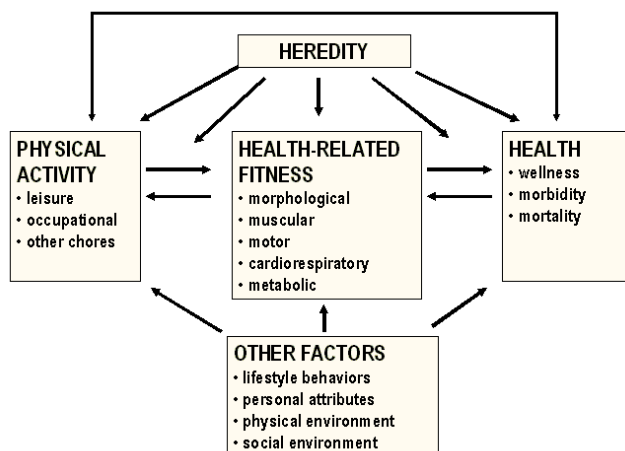 HEREDITY
PHYSICAL
ACTIVITY
• leisure
• occupational
• other chores
HEALTH-RELATED
FITNESS
• morphological
• muscular
• motor
• cardiorespiratory
• metabolic
HEALTH
• wellness
• morbidity
• mortality
OTHER FACTORS
• lifestyle behaviors
• personal attributes
• physical environment
• social environment